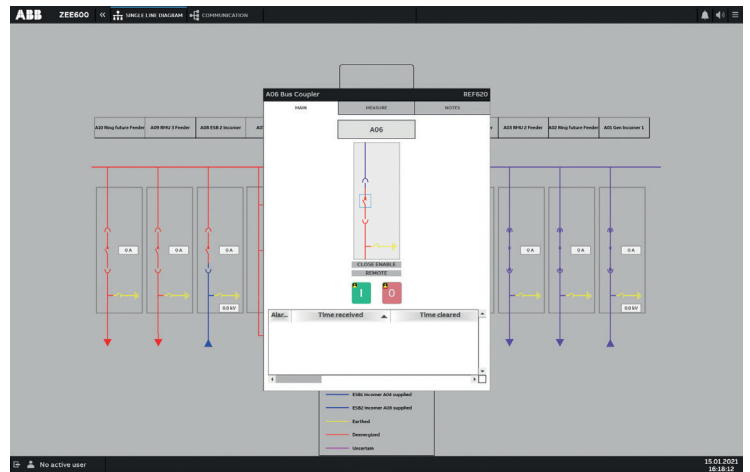 ABB ZEE600 « SINGLE LINE DIAGRAM COMMUNICATION
A06 Bus Coupler REF620
MAIN MEASURE NOTES
A06
A10 Ring future Feeder A09 RMU 3 Feeder A08 ESB 2 Incomer A03 RMU 2 Feeder A02 Ring future Feeder A01 Gen Incomer 1
0 A 0 A 0 A 0 A 0 A 0 A
CLOSE ENABLE
REMOTE
I 0
0.0 kV 0.0 kV
Alar... Time received Time cleared
ESB1 Incomer A04 supplied
ESB2 Incomer A08 supplied
Earthed
Deenergized
Uncertain
No active user
15.01.2021
16:18:12